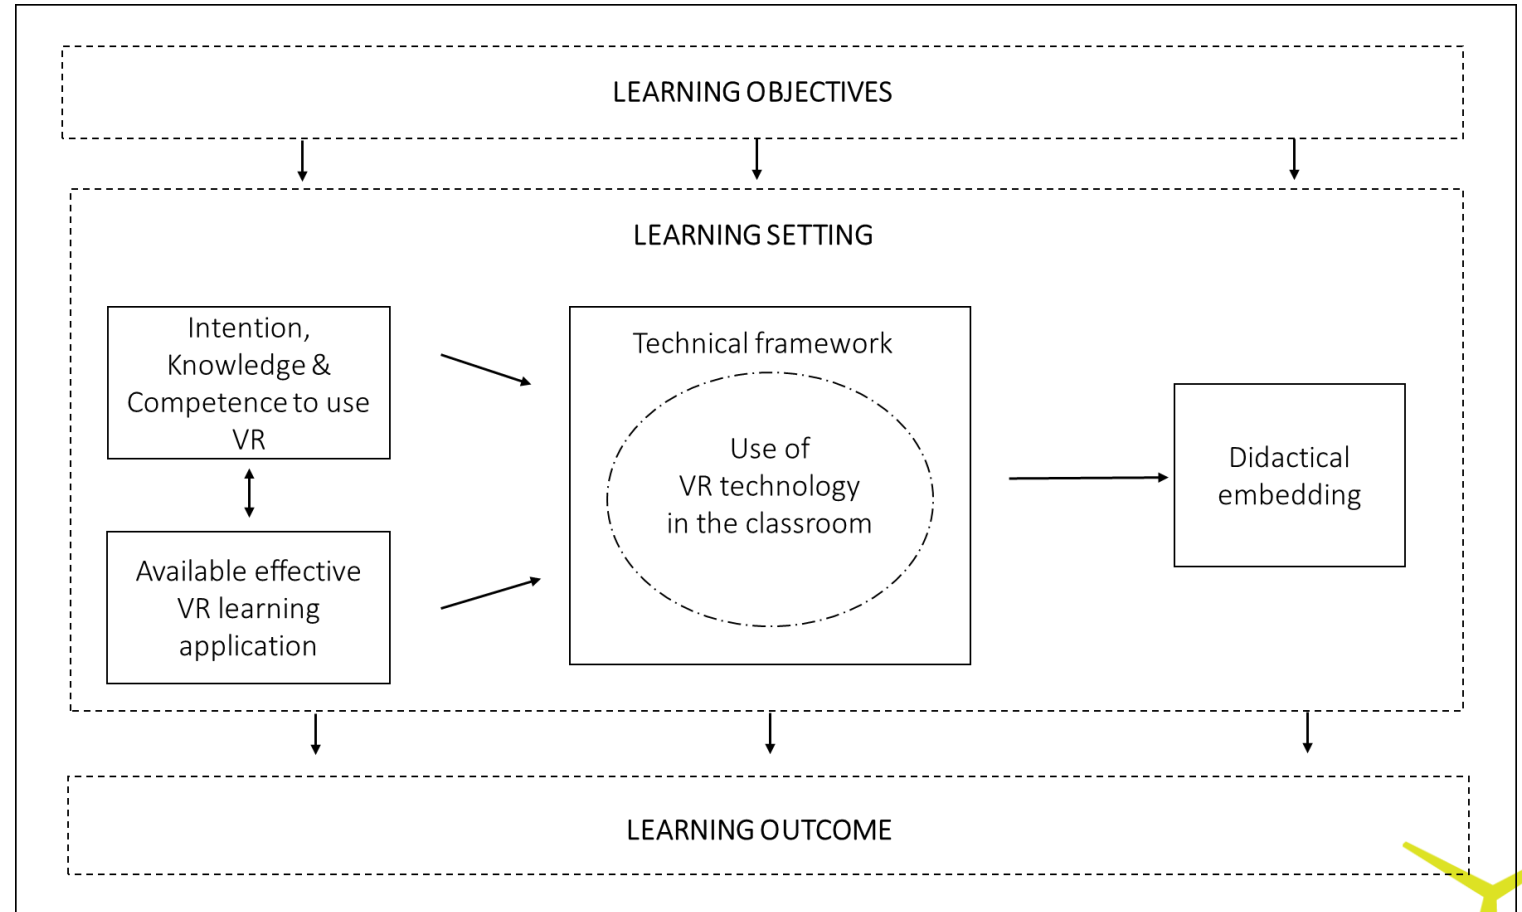 LEARNING OBJECTIVES
LEARNING SETTING
Intention,
Knowledge &
Competence to use
VR
Available effective
VR learning
application
Technical framework
Use of
VR technology
in the classroom
Didactical
embedding
LEARNING OUTCOME